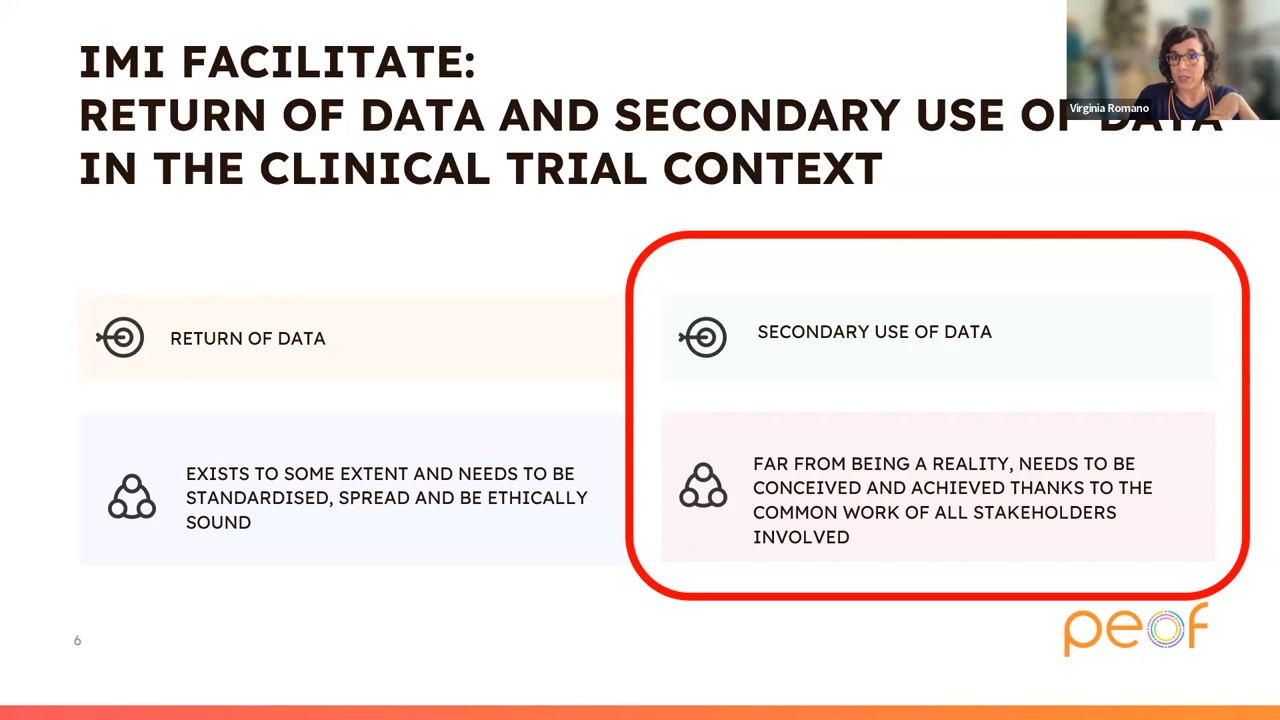 IMI FACILITATE:
RETURN OF DATA AND SECONDARY USE OF DATA
IN THE CLINICAL TRIAL CONTEXT
Virginia Romano
RETURN OF DATA
SECONDARY USE OF DATA
EXISTS TO SOME EXTENT AND NEEDS TO BE
STANDARDISED, SPREAD AND BE ETHICALLY
SOUND
FAR FROM BEING A REALITY, NEEDS TO BE
CONCEIVED AND ACHIEVED THANKS TO THE
COMMON WORK OF ALL STAKEHOLDERS
INVOLVED
6
peof